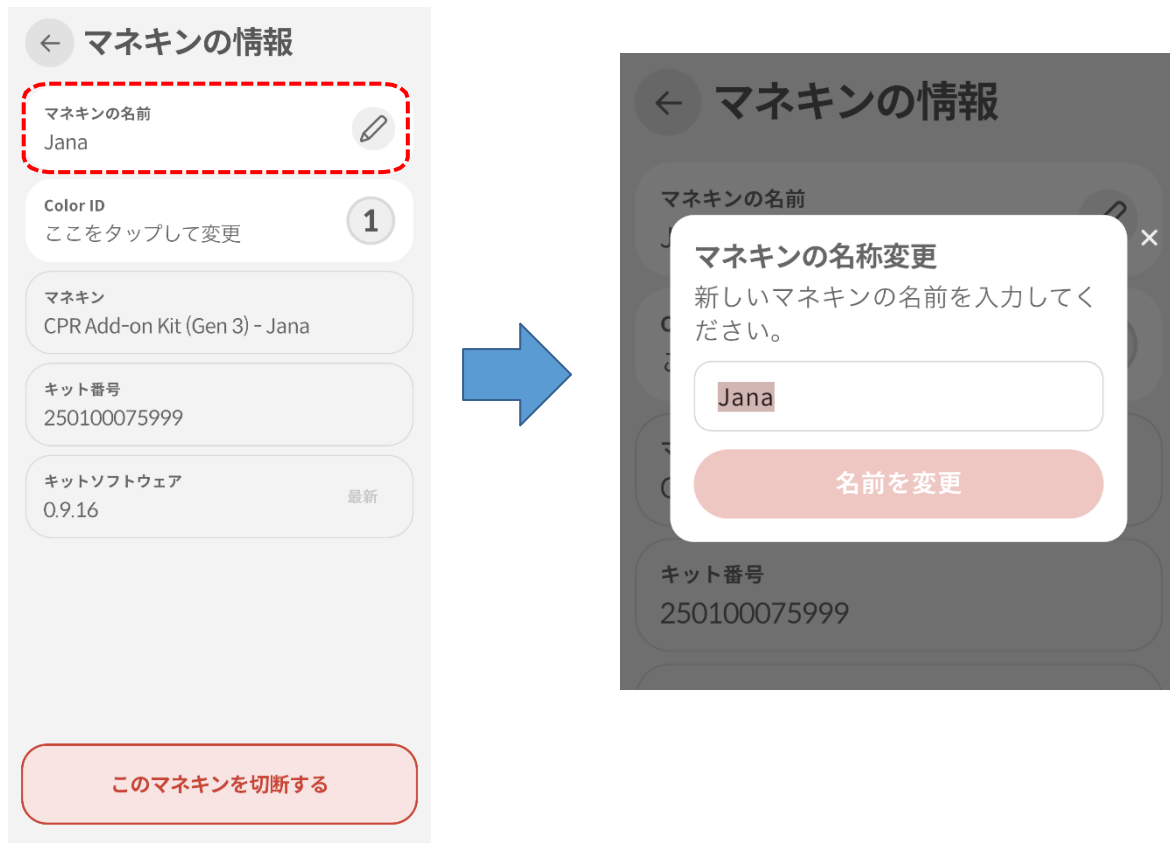 マネキンの情報
マネキンの名前
Jana
Color ID
ここをタップして変更
1
マネキン
CPR Add-on Kit (Gen 3) - Jana
キット番号
250100075999
キットソフトウェア
0.9.16
最新
このマネキンを切断する
マネキンの情報
マネキンの名前
マネキンの名称変更
新しいマネキンの名前を入力してく
ださい。
Jana
名前を変更
キット番号
250100075999